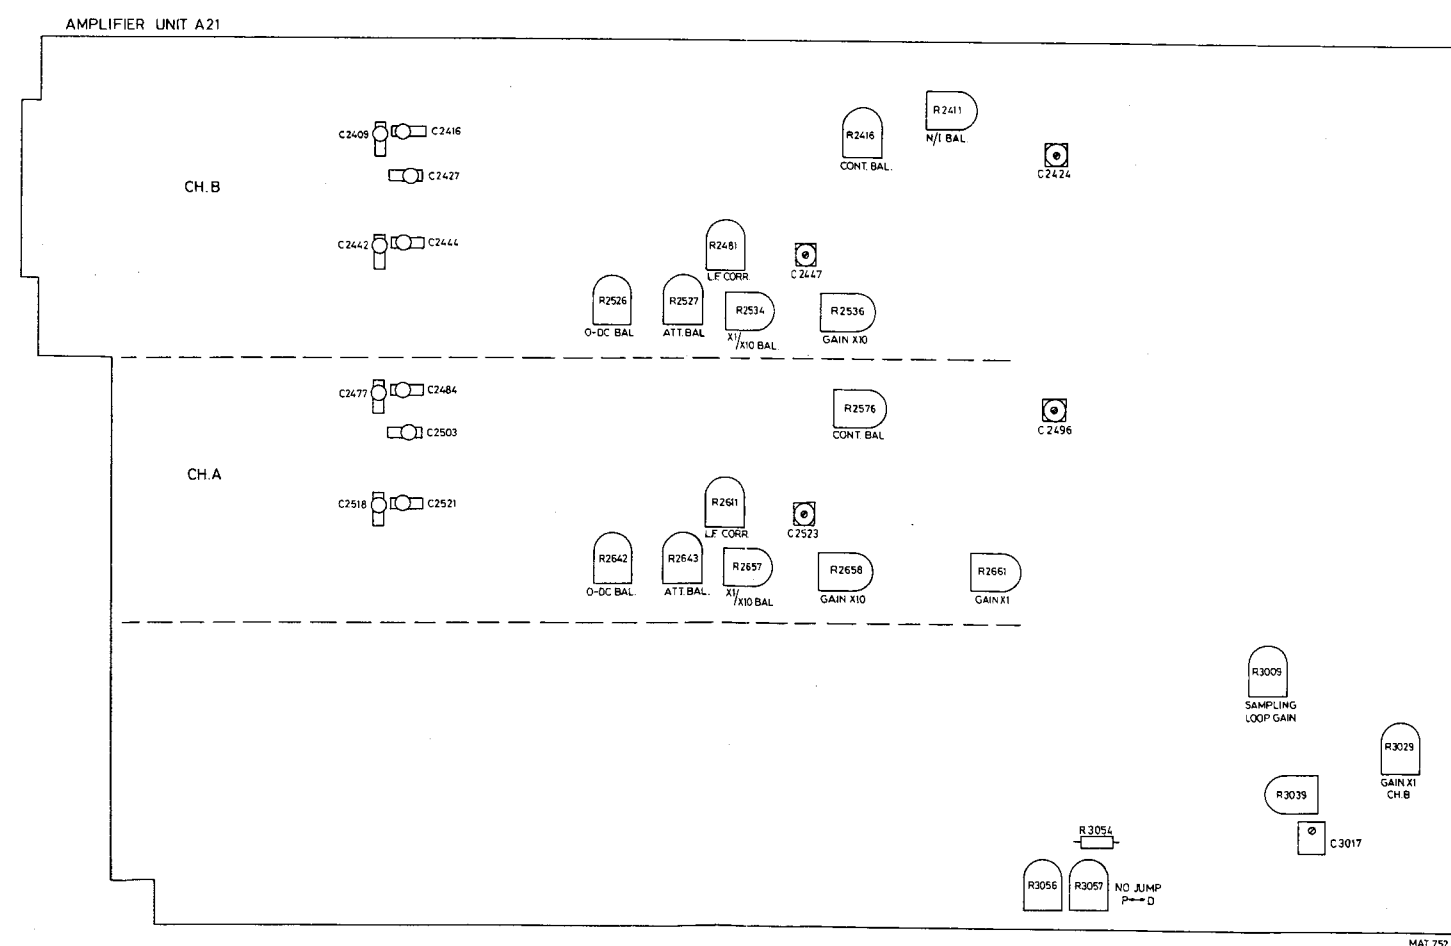 AMPLIFIER UNIT A21
R2411
N/I BAL.
C2409
C2416
R2416
CONT. BAL.
C2424
C2427
CH.B
C2442
C2444
R2481
L.F. CORR.
C2447
R2526
O-DC BAL
R2527
ATT.BAL
R2534
X1/X10 BAL.
R2536
GAIN X10
C2477
C2484
R2576
CONT. BAL
C2496
C2503
CH.A
C2518
C2521
R2611
L.F. CORR.
C2523
R2642
O-DC BAL.
R2643
ATT.BAL.
R2657
X1/X10 BAL
R2658
GAIN X10
R2661
GAIN X1
R3009
SAMPLING
LOOP GAIN
R3029
GAIN X1
CH.B
R3039
R3054
C3017
R3056
R3057
NO JUMP
P↔D
MAT 752